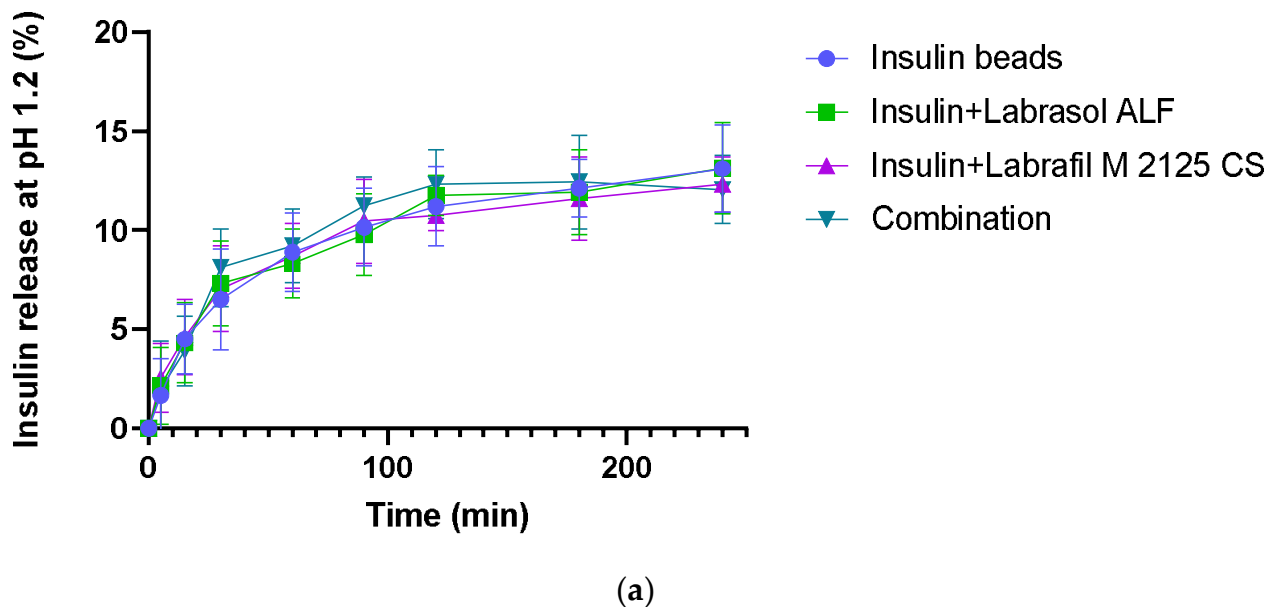 Insulin release at pH 1.2 (%)
20
15
10
5
0
0
100
200
Time (min)
Insulin beads
Insulin+Labrasol ALF
Insulin+Labrafil M 2125 CS
Combination
(a)